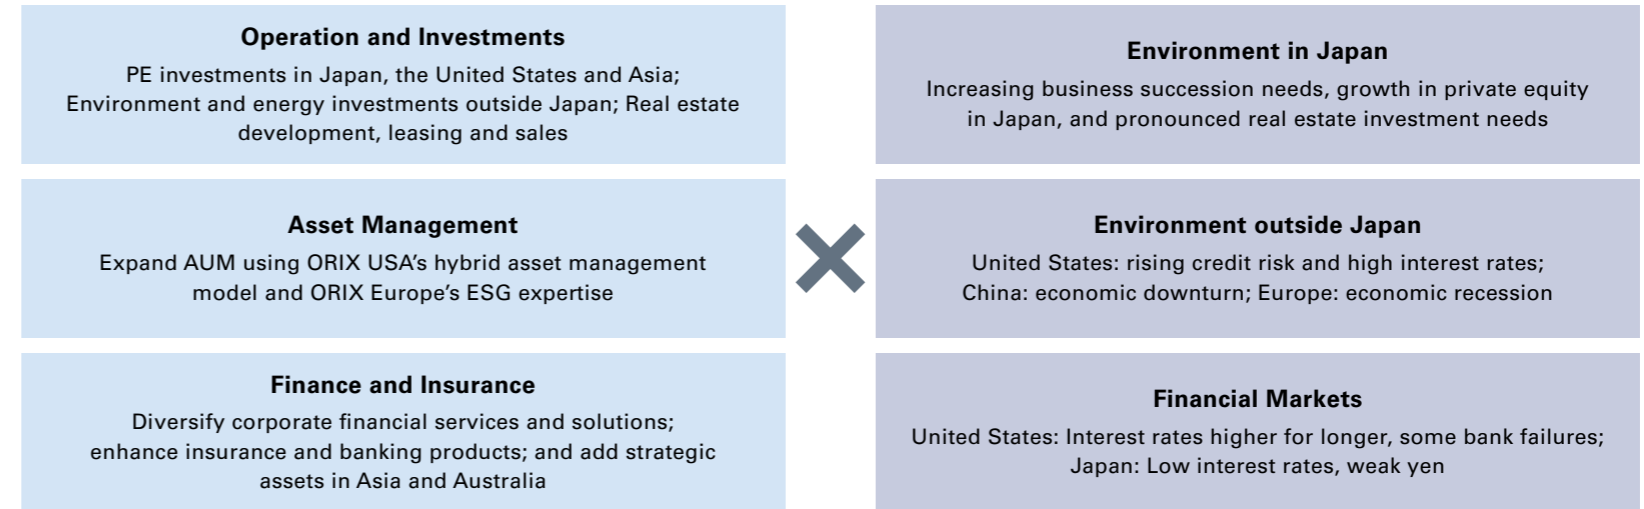 Operation and Investments
PE investments in Japan, the United States and Asia;
Environment and energy investments outside Japan; Real estate
development, leasing and sales
Asset Management
Expand AUM using ORIX USA’s hybrid asset management
model and ORIX Europe’s ESG expertise
Finance and Insurance
Diversify corporate financial services and solutions;
enhance insurance and banking products; and add strategic
assets in Asia and Australia
Environment in Japan
Increasing business succession needs, growth in private equity
in Japan, and pronounced real estate investment needs
Environment outside Japan
United States: rising credit risk and high interest rates;
China: economic downturn; Europe: economic recession
Financial Markets
United States: Interest rates higher for longer, some bank failures;
Japan: Low interest rates, weak yen